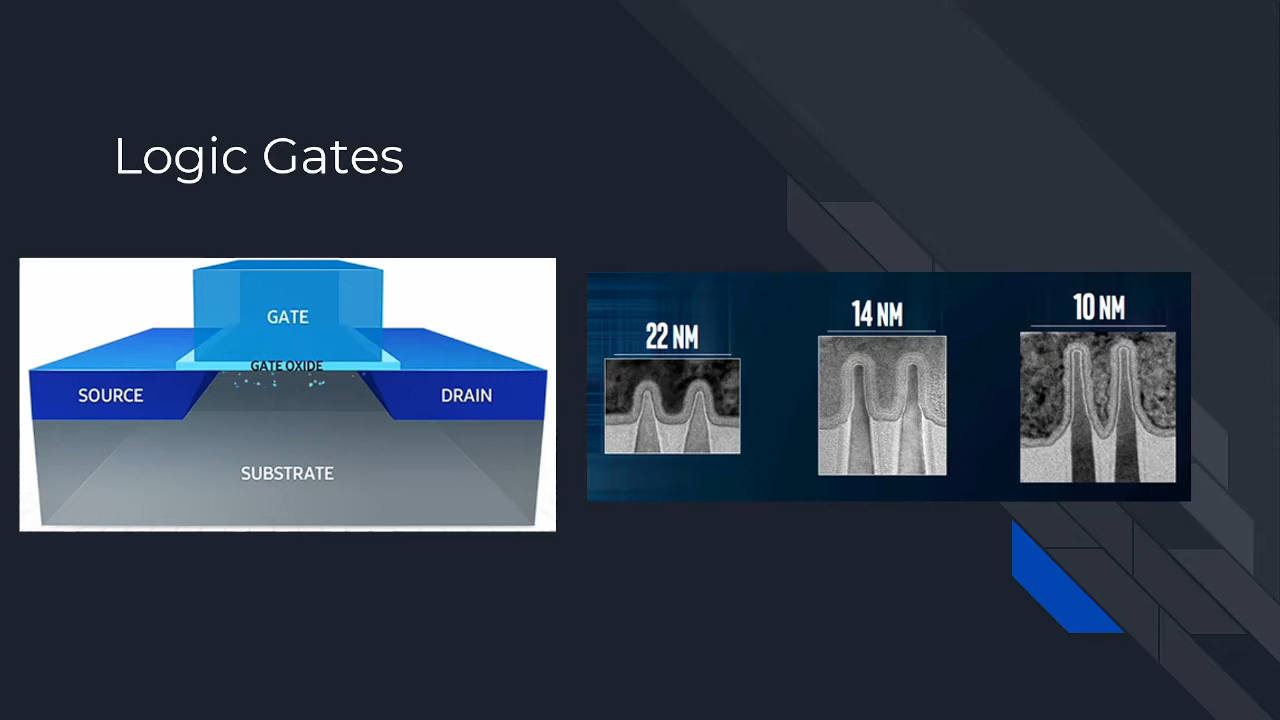 Logic Gates
GATE
GATE OXIDE
SOURCE
DRAIN
SUBSTRATE
22 NM
14 NM
10 NM